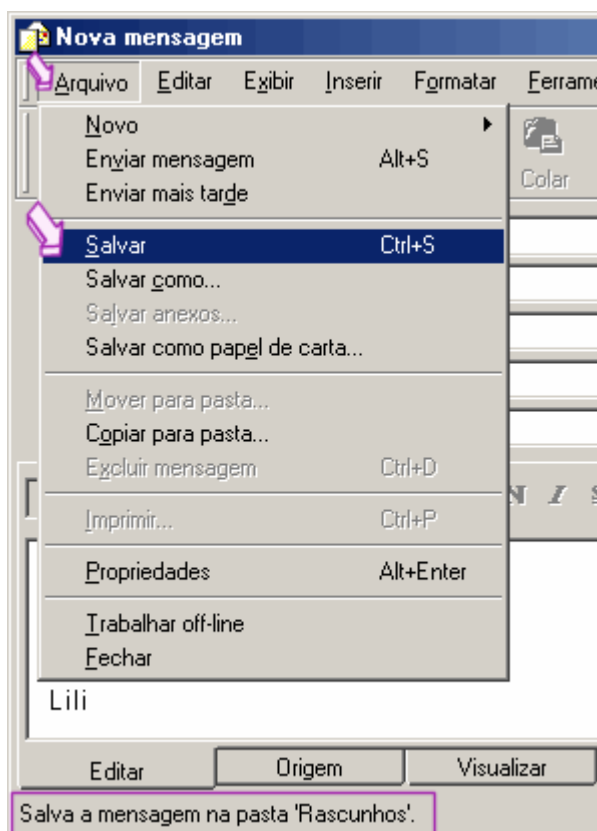 Nova mensagem
Arquivo Editar Exibir Inserir Formatar Ferrame
Novo
Enviar mensagem Alt+S
Enviar mais tarde
Colar
Salvar Ctrl+S
Salvar como...
Salvar anexos...
Salvar como papel de carta...
Mover para pasta...
Copiar para pasta...
Excluir mensagem Ctrl+D
N I
Imprimir... Ctrl+P
Propriedades Alt+Enter
Trabalhar off-line
Fechar
Lili
Editar Origem Visualizar
Salva a mensagem na pasta 'Rascunhos'.